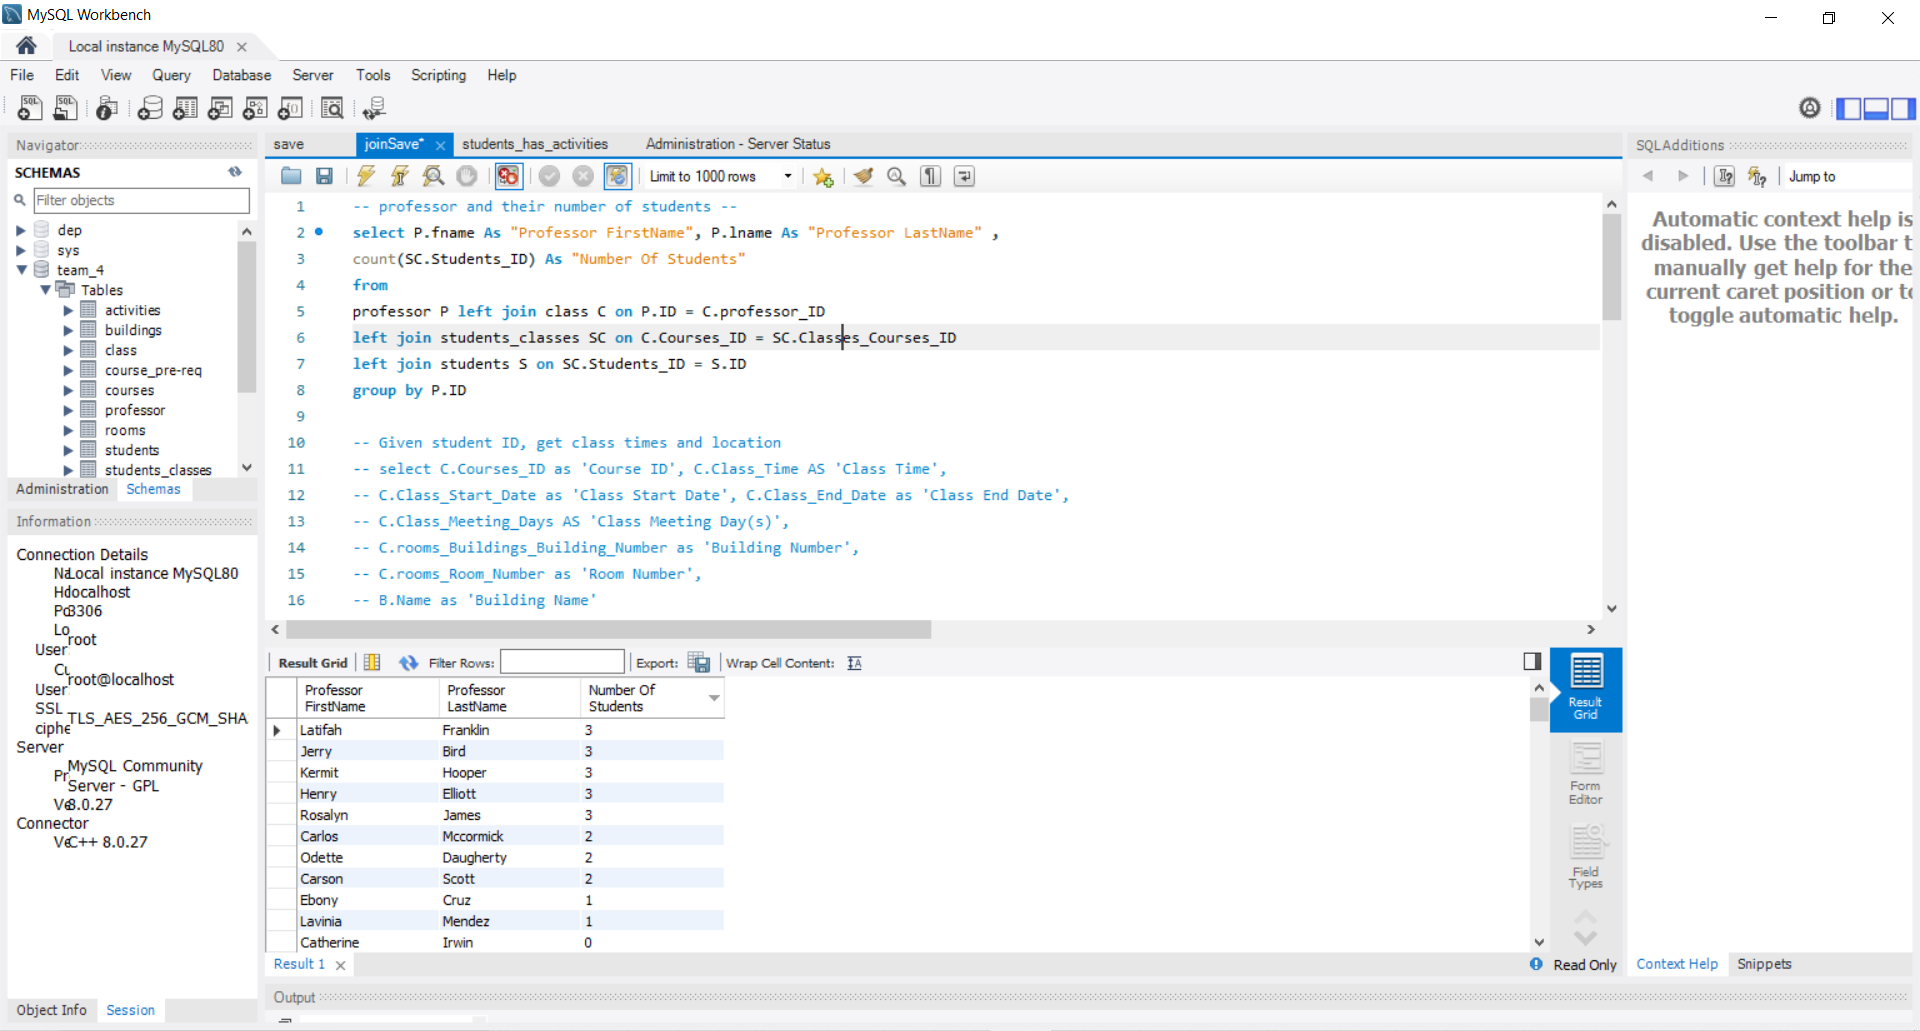 MySQL Workbench
Local instance MySQL80
File Edit View Query Database Server Tools Scripting Help
Navigator
SCHEMAS
Filter objects
dep
sys
team_4
Tables
activities
buildings
class
course_pre-req
courses
professor
rooms
students
students_classes
Administration Schemas
Information
Connection Details
Local instance MySQL80
localhost
3306
root
User
root@localhost
User
SSL
TLS_AES_256_GCM_SHA
ciphe
Server
MySQL Community
Server - GPL
8.0.27
Connector
C++ 8.0.27
Object Info Session
save joinSave* students_has_activities Administration - Server Status
Limit to 1000 rows
1 -- professor and their number of students --
2 select P.fname As "Professor FirstName", P.lname As "Professor LastName" ,
3 count(SC.Students_ID) As "Number Of Students"
4 from
5 professor P left join class C on P.ID = C.professor_ID
6 left join students_classes SC on C.Courses_ID = SC.Classes_Courses_ID
7 left join students S on SC.Students_ID = S.ID
8 group by P.ID
9
10 -- Given student ID, get class times and location
11 -- select C.Courses_ID as 'Course ID', C.Class_Time AS 'Class Time',
12 -- C.Class_Start_Date as 'Class Start Date', C.Class_End_Date as 'Class End Date',
13 -- C.Class_Meeting_Days AS 'Class Meeting Day(s)',
14 -- C.rooms_Buildings_Building_Number as 'Building Number',
15 -- C.rooms_Room_Number as 'Room Number',
16 -- B.Name as 'Building Name'
Result Grid Filter Rows: Export: Wrap Cell Content:
Professor FirstName Professor LastName Number Of Students
Latifah Franklin 3
Jerry Bird 3
Kermit Hooper 3
Henry Elliott 3
Rosalyn James 3
Carlos Mccormick 2
Odette Daugherty 2
Carson Scott 2
Ebony Cruz 1
Lavinia Mendez 1
Catherine Irwin 0
Result 1
Read Only
Result
Grid
Form
Editor
Field
Types
Output
SQLAdditions
Jump to
Automatic context help is
disabled. Use the toolbar t
manually get help for the
current caret position or to
toggle automatic help.
Context Help Snippets